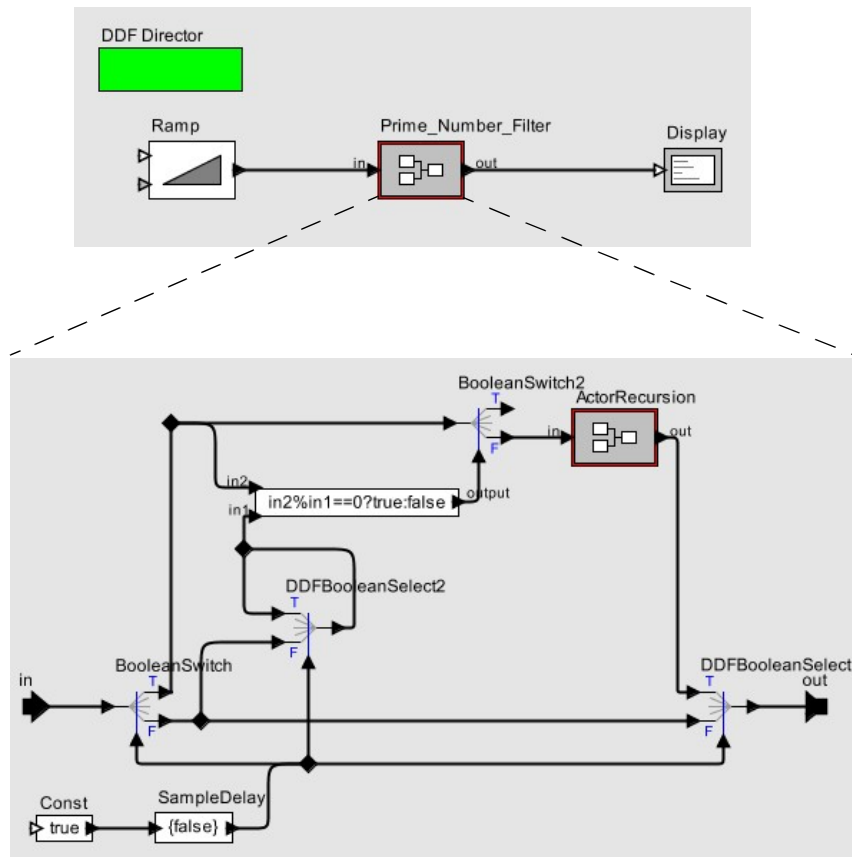 DDF Director
Ramp
Prime_Number_Filter
Display
in
out
BooleanSwitch2
T
ActorRecursion
in
out
F
in2
output
in2%in1==0?true:false
in1
DDFBooleanSelect2
T
F
BooleanSwitch
DDFBooleanSelect
in
T
T
out
F
F
Const
SampleDelay
true
{false}